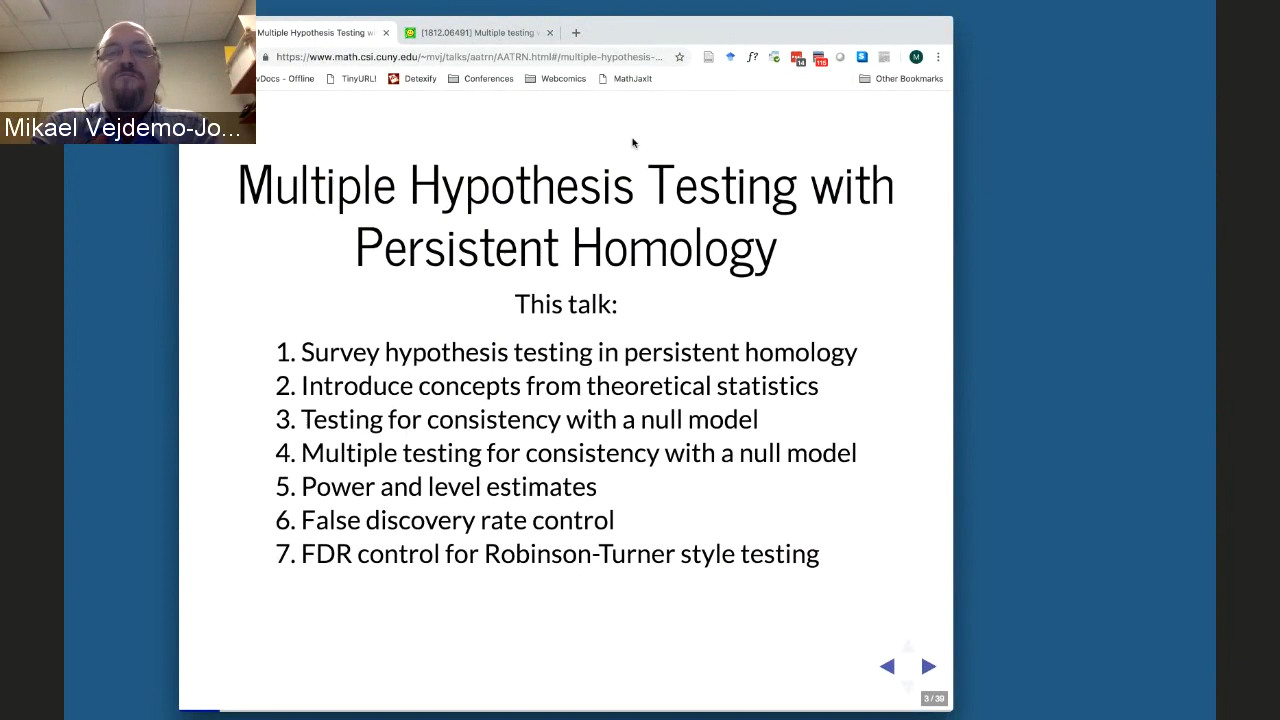 Multiple Hypothesis Testing w
[1812.06491] Multiple testing
https://www.math.csi.cuny.edu/~mvj/talks/aatrn/AATRN.html#/multiple-hypothesis-...
14
115
M
vDocs - Offline
TinyURL!
Detexify
Conferences
Webcomics
MathJaxIt
Other Bookmarks
Mikael Vejdemo-Jo...
Multiple Hypothesis Testing with
Persistent Homology
This talk:
1. Survey hypothesis testing in persistent homology
2. Introduce concepts from theoretical statistics
3. Testing for consistency with a null model
4. Multiple testing for consistency with a null model
5. Power and level estimates
6. False discovery rate control
7. FDR control for Robinson-Turner style testing
3 / 39